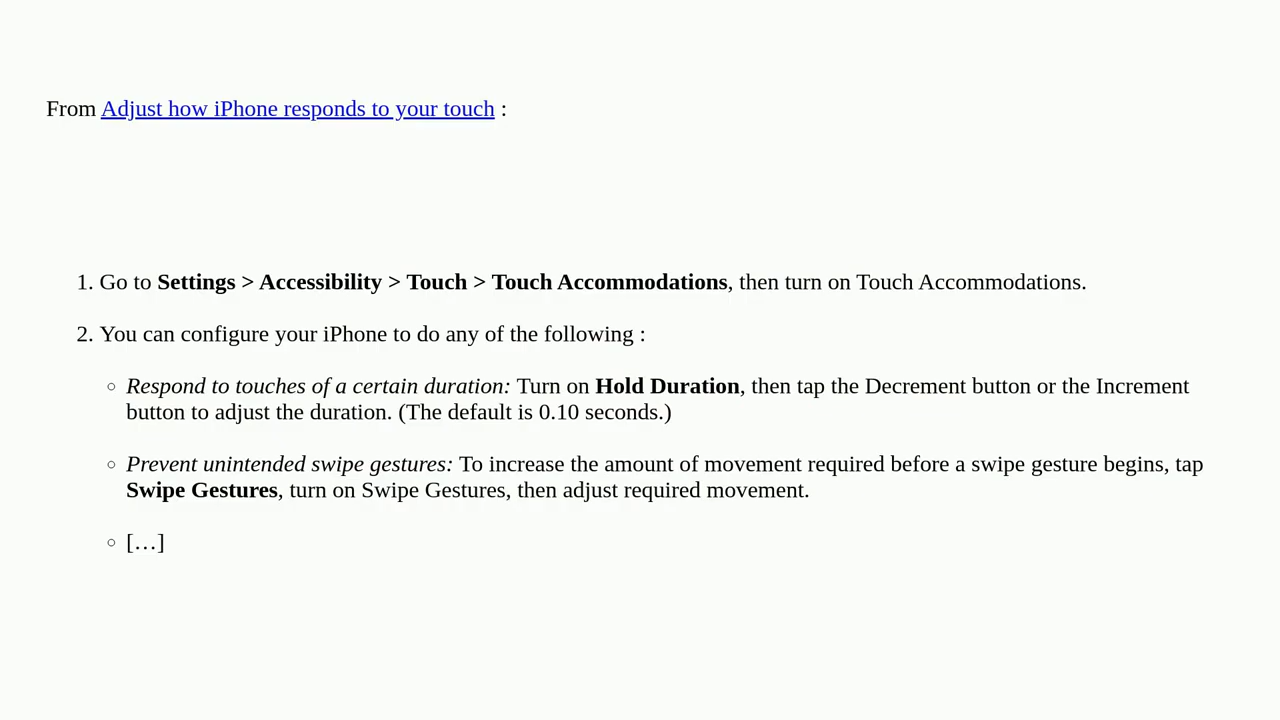 From Adjust how iPhone responds to your touch :
1. Go to Settings > Accessibility > Touch > Touch Accommodations, then turn on Touch Accommodations.
2. You can configure your iPhone to do any of the following :
○ Respond to touches of a certain duration: Turn on Hold Duration, then tap the Decrement button or the Increment
button to adjust the duration. (The default is 0.10 seconds.)
○ Prevent unintended swipe gestures: To increase the amount of movement required before a swipe gesture begins, tap
Swipe Gestures, turn on Swipe Gestures, then adjust required movement.
○ […]